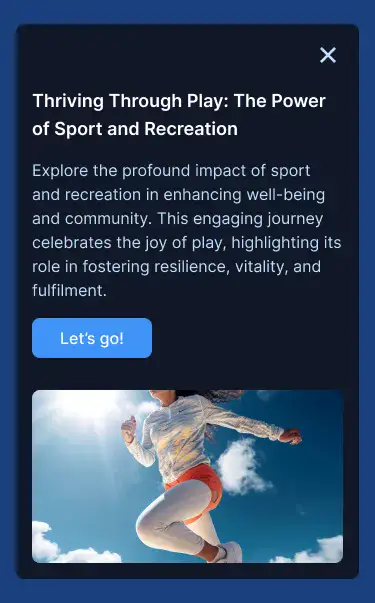 Thriving Through Play: The Power
of Sport and Recreation
Explore the profound impact of sport
and recreation in enhancing well-being
and community. This engaging journey
celebrates the joy of play, highlighting its
role in fostering resilience, vitality, and
fulfilment.
Let’s go!